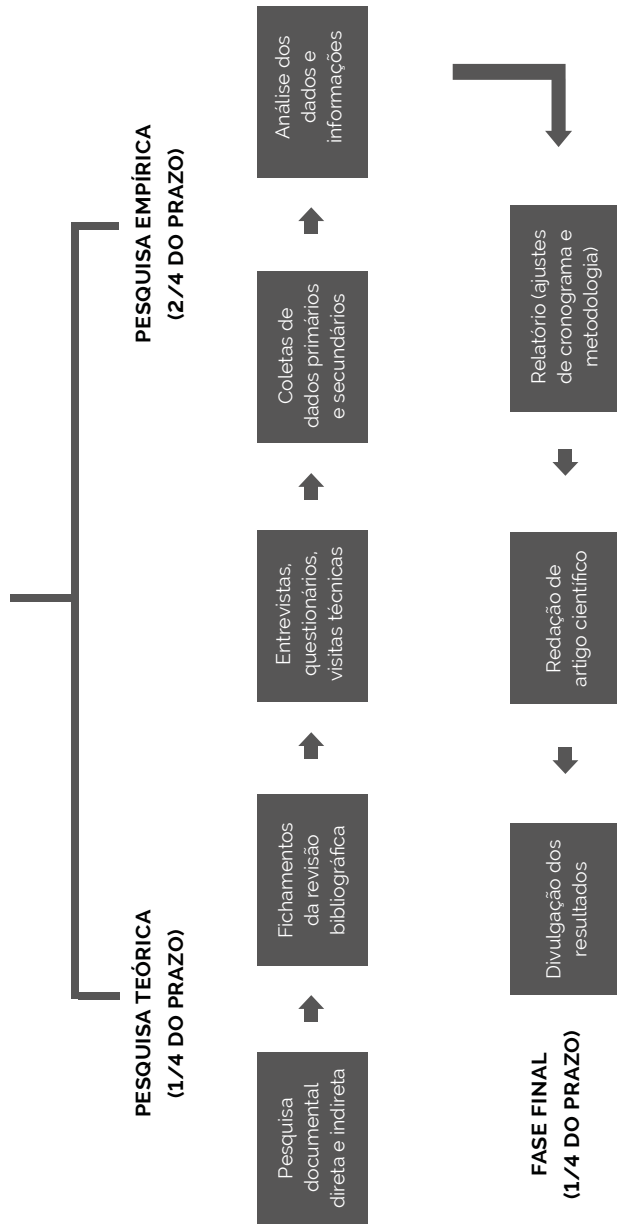 PESQUISA TEÓRICA
(1/4 DO PRAZO)
PESQUISA EMPÍRICA
(2/4 DO PRAZO)
Pesquisa
documental
direta e indireta
Fichamentos
da revisão
bibliográfica
Entrevistas,
questionários,
visitas técnicas
Coletas de
dados primários
e secundários
Análise dos
dados e
informações
FASE FINAL
(1/4 DO PRAZO)
Divulgação dos
resultados
Redação de
artigo científico
Relatório (ajustes
de cronograma e
metodologia)